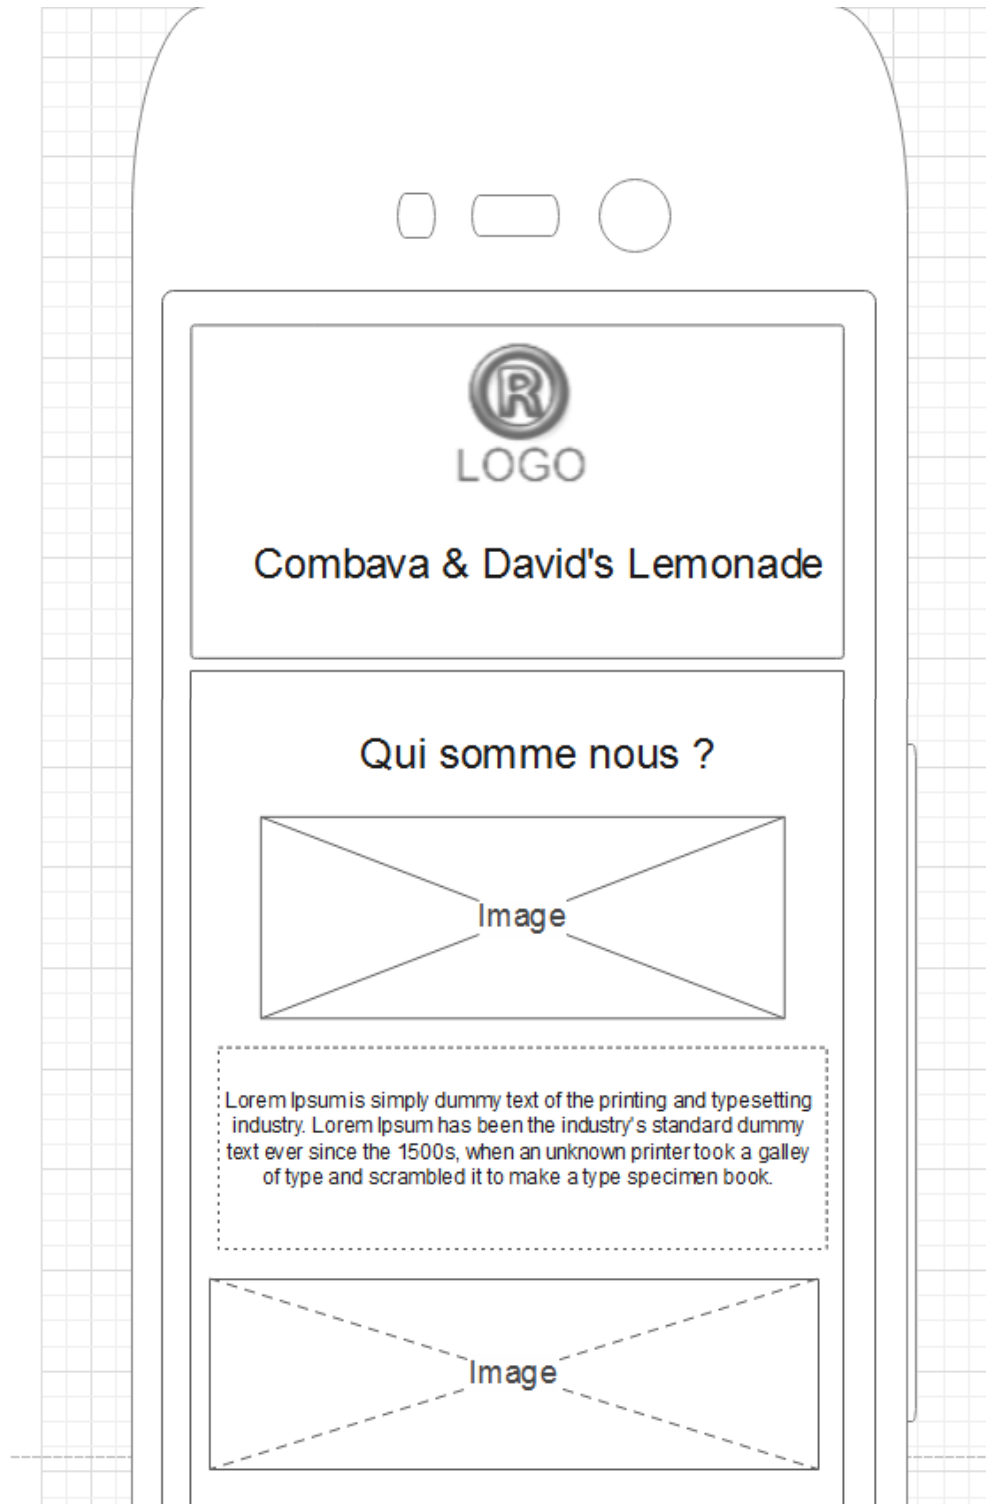 R
LOGO
Combava & David's Lemonade
Qui somme nous ?
Image
Lorem Ipsum is simply dummy text of the printing and typesetting
industry. Lorem Ipsum has been the industry's standard dummy
text ever since the 1500s, when an unknown printer took a galley
of type and scrambled it to make a type specimen book.
Image